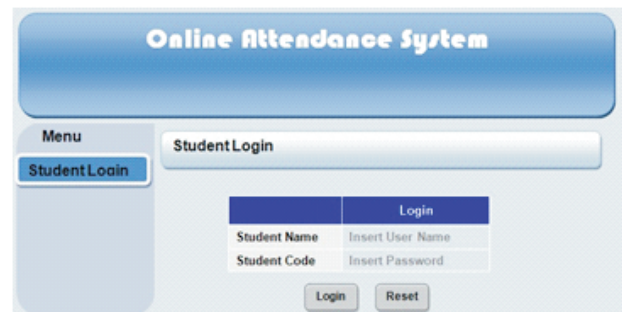 Online Attendance System
Menu
Student Login
Student Login
Login
Student Name Insert User Name
Student Code Insert Password
Login Reset